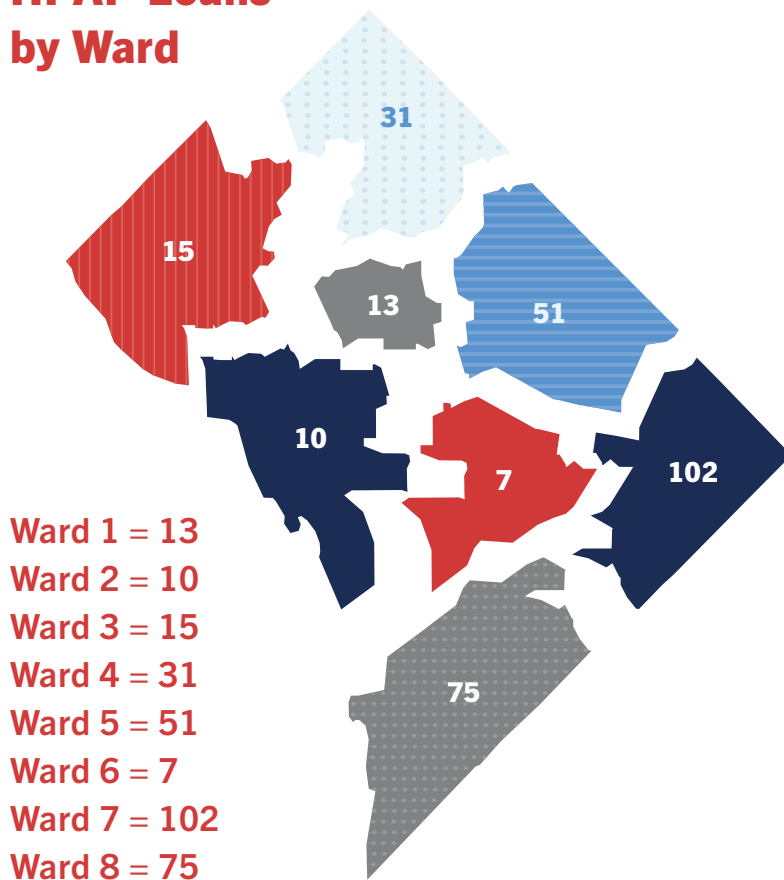 by Ward
31
15
13
51
10
7
102
75
Ward 1 = 13
Ward 2 = 10
Ward 3 = 15
Ward 4 = 31
Ward 5 = 51
Ward 6 = 7
Ward 7 = 102
Ward 8 = 75